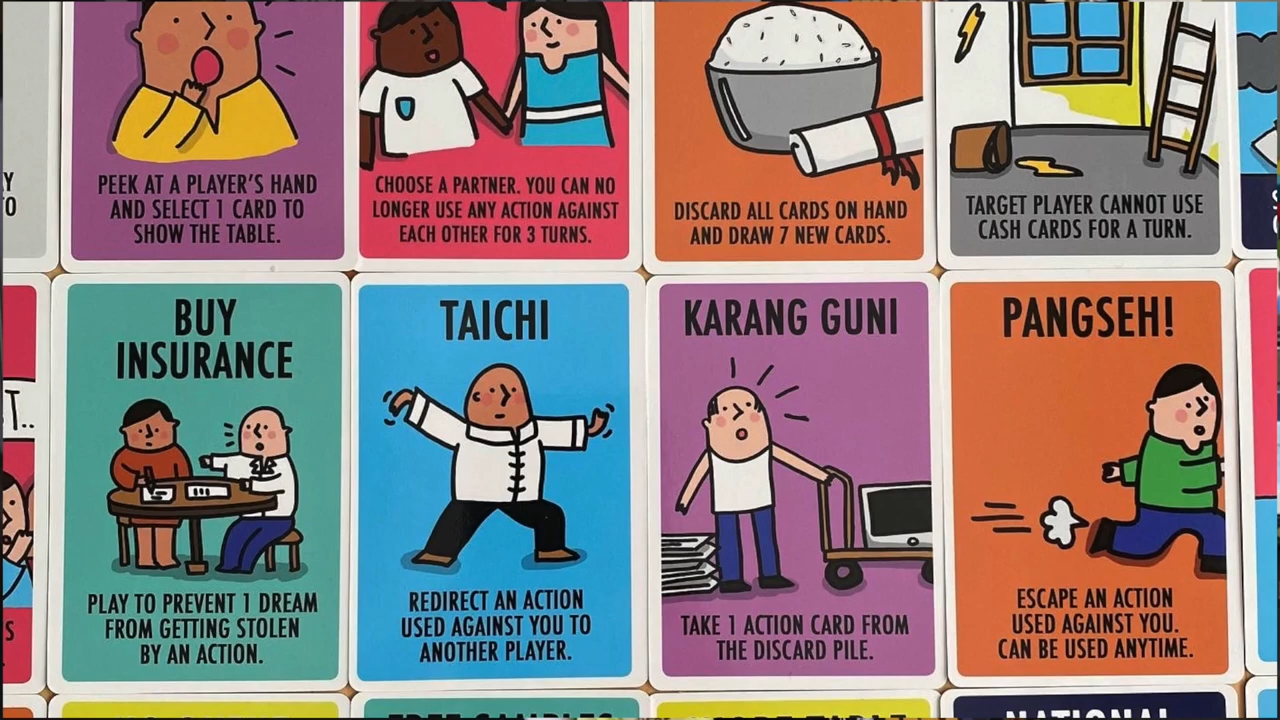 PEEK AT A PLAYER'S HAND
AND SELECT 1 CARD TO
SHOW THE TABLE.
CHOOSE A PARTNER. YOU CAN NO
LONGER USE ANY ACTION AGAINST
EACH OTHER FOR 3 TURNS.
DISCARD ALL CARDS ON HAND
AND DRAW 7 NEW CARDS.
TARGET PLAYER CANNOT USE
CASH CARDS FOR A TURN.
BUY
INSURANCE
PLAY TO PREVENT 1 DREAM
FROM GETTING STOLEN
BY AN ACTION.
TAICHI
REDIRECT AN ACTION
USED AGAINST YOU TO
ANOTHER PLAYER.
KARANG GUNI
TAKE 1 ACTION CARD FROM
THE DISCARD PILE.
PANGSEH!
ESCAPE AN ACTION
USED AGAINST YOU.
CAN BE USED ANYTIME.
FREE SAMPLES
NATIONAL